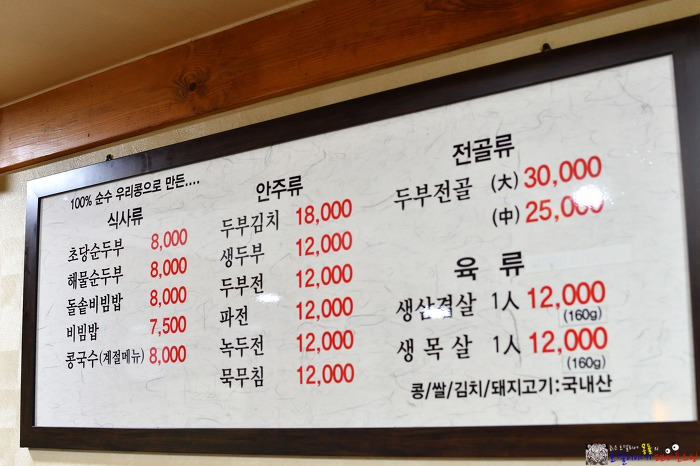 100% 순수 우리콩으로 만든....
식사류
초당순두부 8,000
해물순두부 8,000
돌솥비빔밥 8,000
비빔밥 7,500
콩국수(계절메뉴) 8,000
안주류
두부김치 18,000
생두부 12,000
두부전 12,000
파전 12,000
녹두전 12,000
묵무침 12,000
전골류
두부전골 (大) 30,000
(中) 25,000
육 류
생삼겹살 1人 12,000
(160g)
생 목 살 1人 12,000
(160g)
콩/쌀/김치/돼지고기:국내산